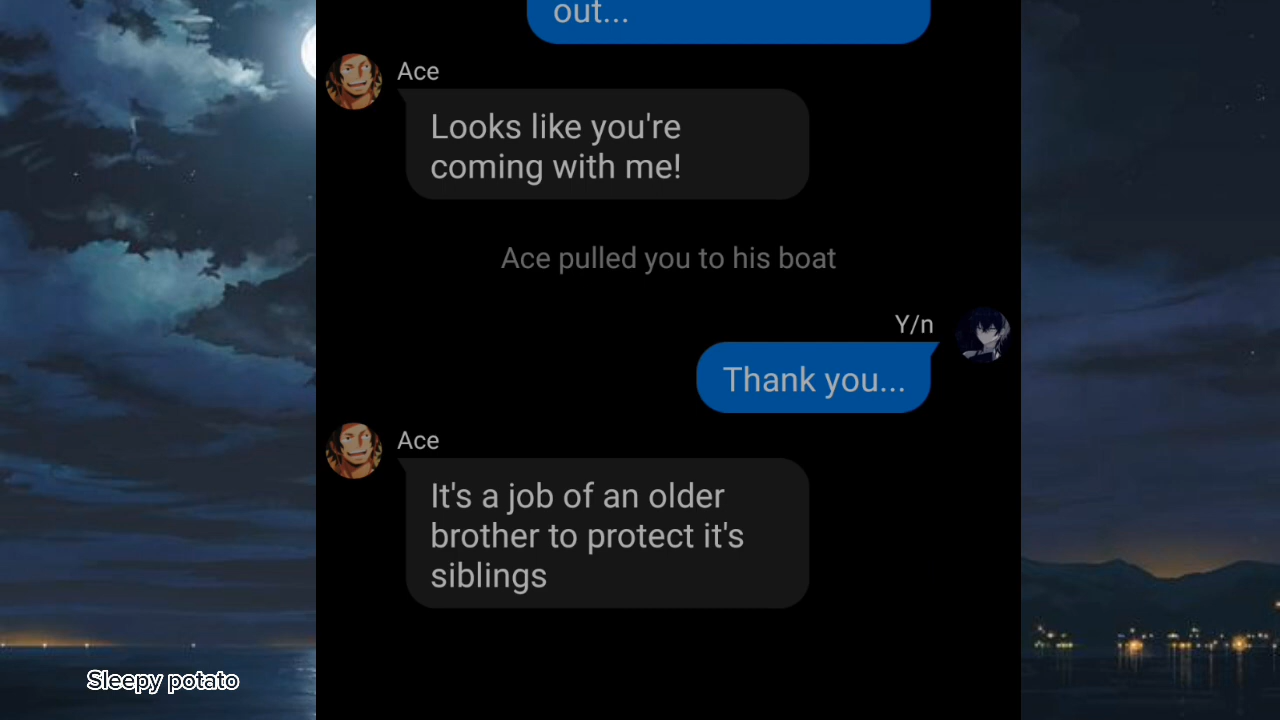 out...
Ace
Looks like you're
coming with me!
Ace pulled you to his boat
Y/n
Thank you...
Ace
It's a job of an older
brother to protect it's
siblings
Sleepy potato